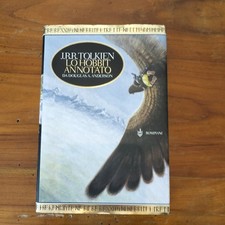 J.R.R. TOLKIEN
LO HOBBIT
ANNOTATO
DA DOUGLAS A. ANDERSON
BOMPIANI